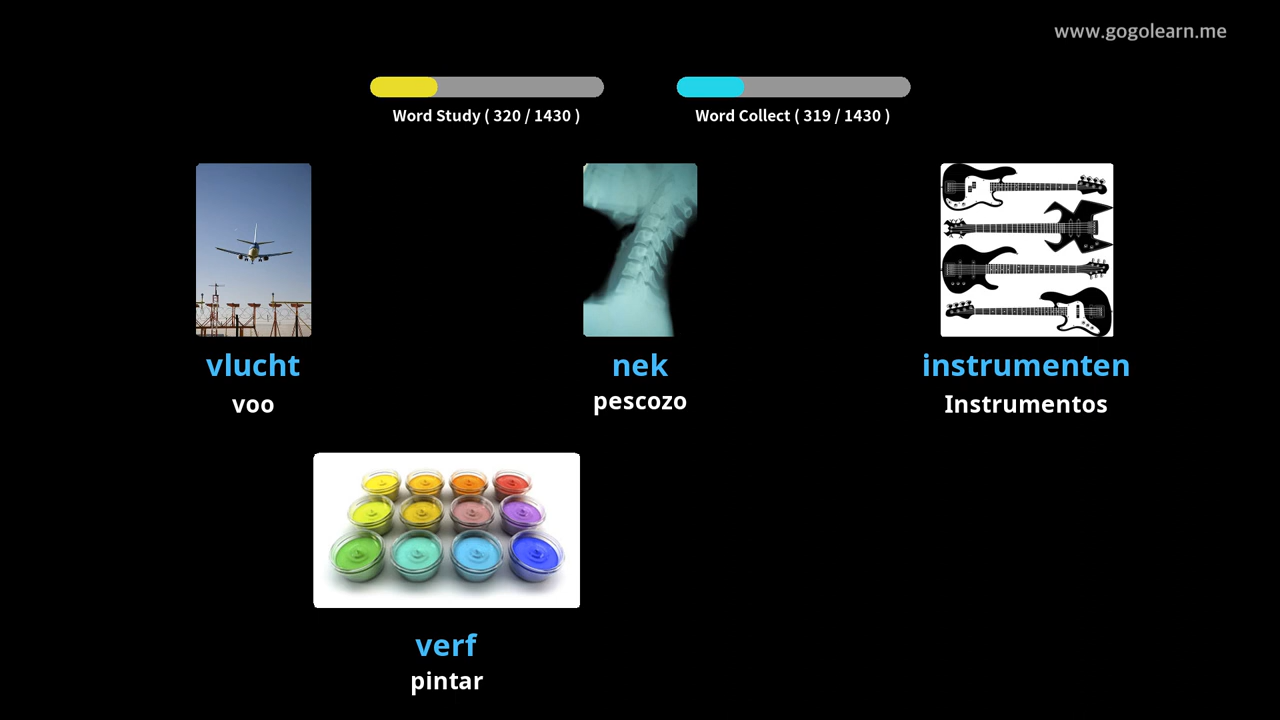 www.gogolearn.me
Word Study ( 320 / 1430 )
Word Collect ( 319 / 1430 )
vlucht
voo
nek
pescozo
instrumenten
Instrumentos
verf
pintar